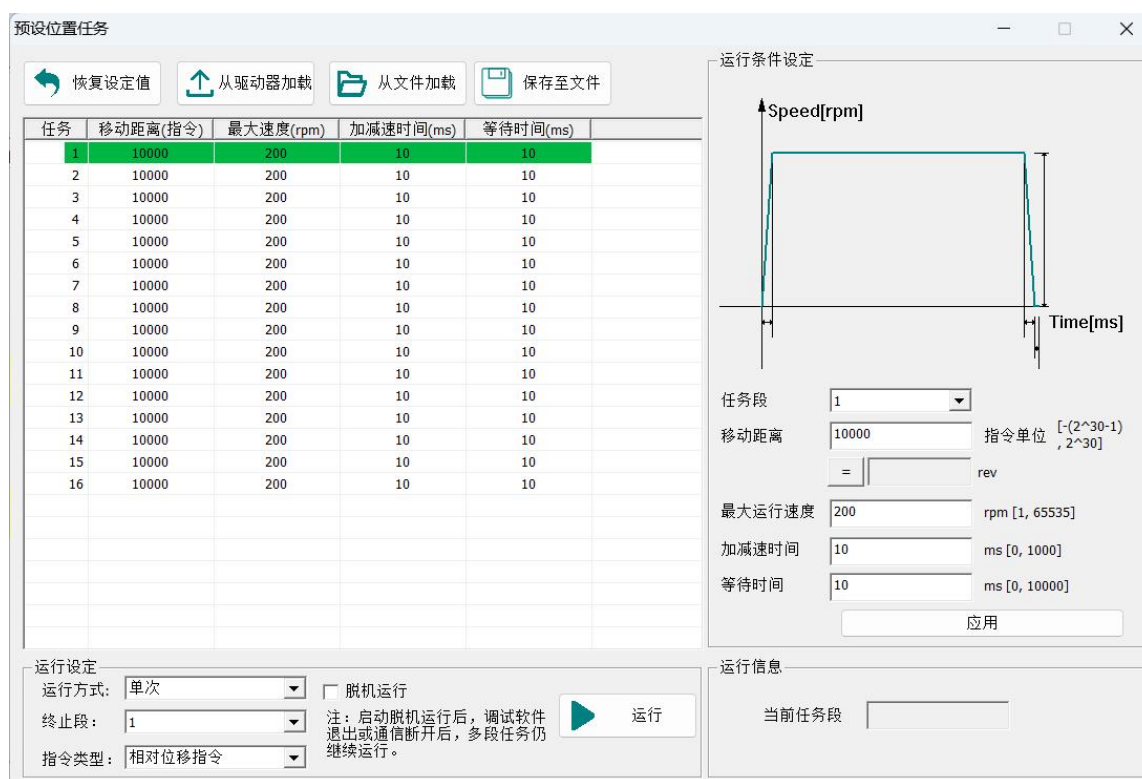 预设位置任务
恢复设定值 从驱动器加载 从文件加载 保存至文件
任务 移动距离(指令) 最大速度(rpm) 加减速时间(ms) 等待时间(ms)
1 10000 200 10 10
2 10000 200 10 10
3 10000 200 10 10
4 10000 200 10 10
5 10000 200 10 10
6 10000 200 10 10
7 10000 200 10 10
8 10000 200 10 10
9 10000 200 10 10
10 10000 200 10 10
11 10000 200 10 10
12 10000 200 10 10
13 10000 200 10 10
14 10000 200 10 10
15 10000 200 10 10
16 10000 200 10 10
运行条件设定
Speed[rpm]
Time[ms]
任务段 1
移动距离 10000 指令单位 [-(2^30-1)
, 2^30]
= rev
最大运行速度 200 rpm [1, 65535]
加减速时间 10 ms [0, 1000]
等待时间 10 ms [0, 10000]
应用
运行设定
运行方式: 单次
终止段： 1
指令类型： 相对位移指令
脱机运行
注：启动脱机运行后，调试软件
退出或通信断开后，多段任务仍
继续运行。
运行
运行信息
当前任务段